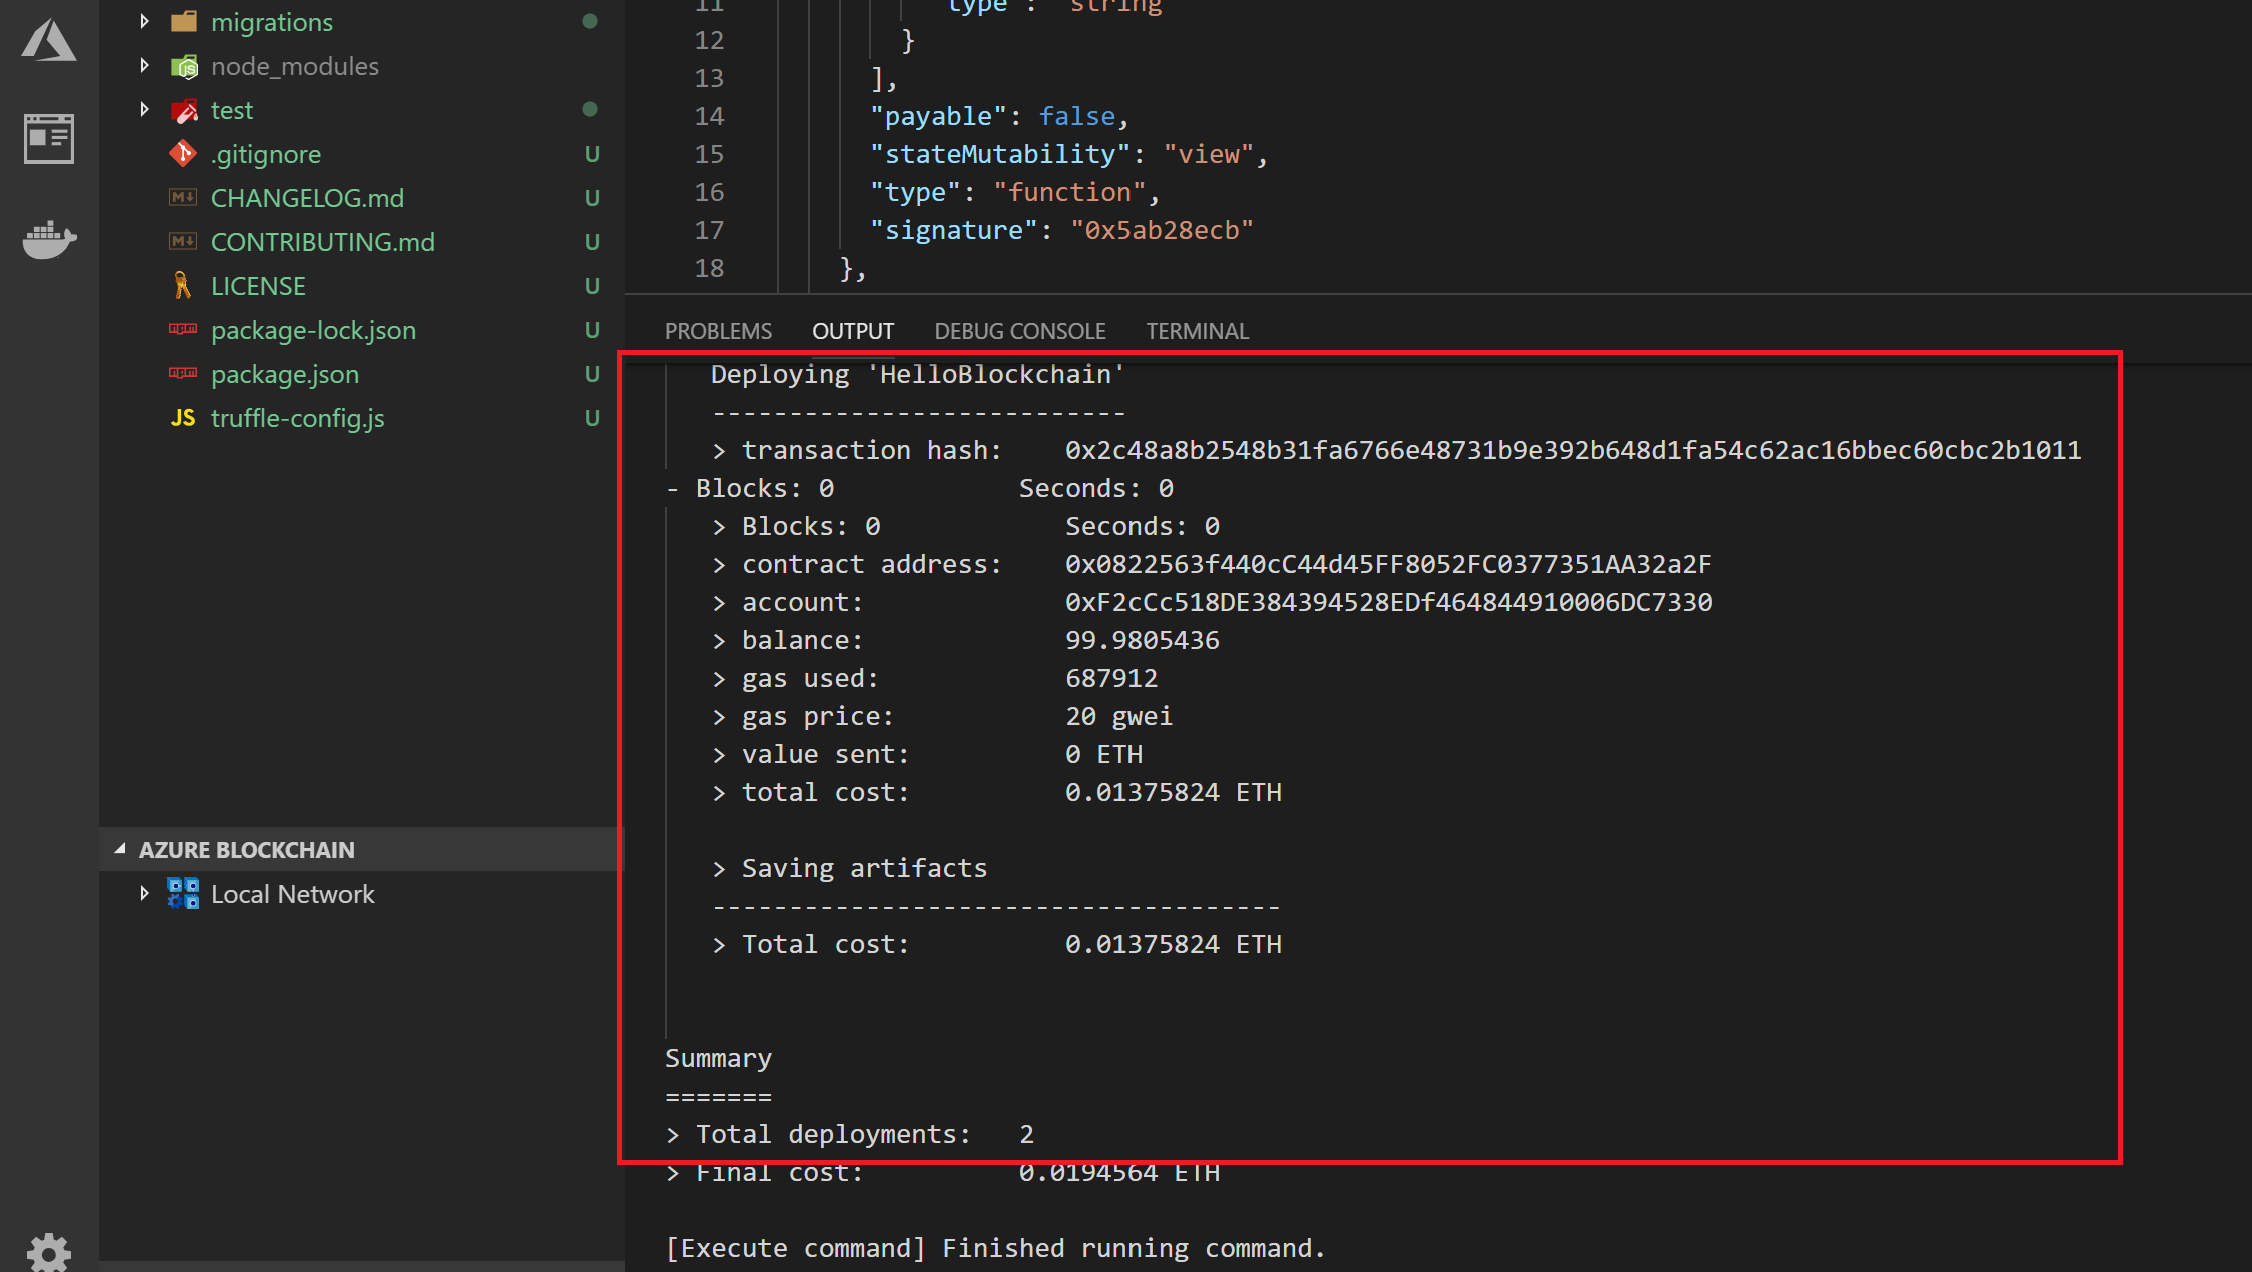 migrations
node_modules
test
.gitignore U
CHANGELOG.md U
CONTRIBUTING.md U
LICENSE U
package-lock.json U
package.json U
JS truffle-config.js U
AZURE BLOCKCHAIN
Local Network
11 "type": "string"
12 }
13 ],
14 "payable": false,
15 "stateMutability": "view",
16 "type": "function",
17 "signature": "0x5ab28ecb"
18 },
PROBLEMS OUTPUT DEBUG CONSOLE TERMINAL
Deploying 'HelloBlockchain'
---------------------------
> transaction hash: 0x2c48a8b2548b31fa6766e48731b9e392b648d1fa54c62ac16bbec60cbc2b1011
- Blocks: 0 Seconds: 0
> Blocks: 0 Seconds: 0
> contract address: 0x0822563f440cC44d45FF8052FC0377351AA32a2F
> account: 0xF2cCc518DE384394528EDf464844910006DC7330
> balance: 99.9805436
> gas used: 687912
> gas price: 20 gwei
> value sent: 0 ETH
> total cost: 0.01375824 ETH
> Saving artifacts
-------------------------------------
> Total cost: 0.01375824 ETH
Summary
=======
> Total deployments: 2
> Final cost: 0.0194564 ETH
[Execute command] Finished running command.